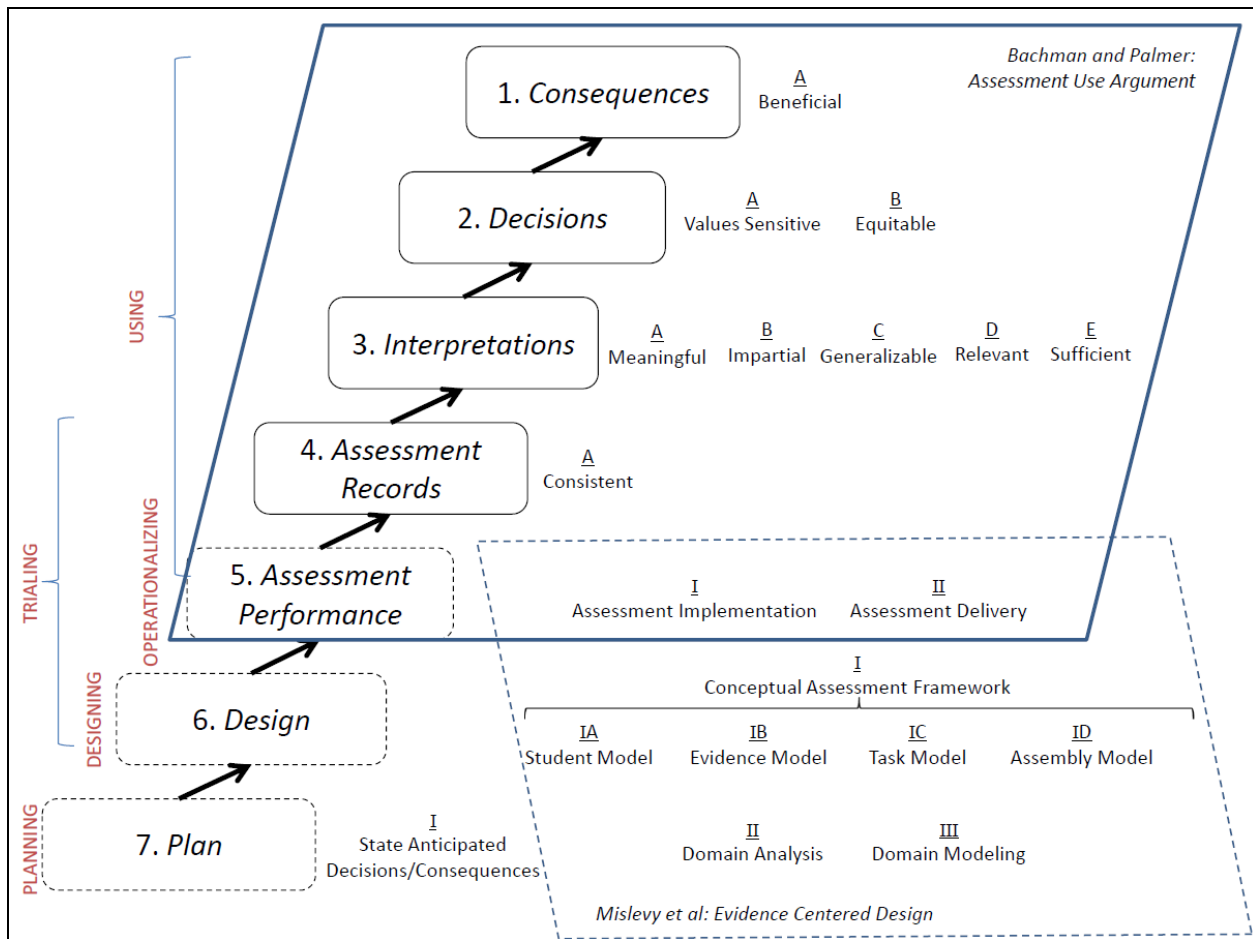 Bachman and Palmer:
Assessment Use Argument
1. Consequences
A
Beneficial
2. Decisions
A
Values Sensitive
B
Equitable
USING
3. Interpretations
A
Meaningful
B
Impartial
C
Generalizable
D
Relevant
E
Sufficient
4. Assessment
Records
A
Consistent
TRIALING
OPERATIONALIZING
5. Assessment
Performance
I
Assessment Implementation
II
Assessment Delivery
DESIGNING
6. Design
I
Conceptual Assessment Framework
IA
Student Model
IB
Evidence Model
IC
Task Model
ID
Assembly Model
PLANNING
7. Plan
I
State Anticipated
Decisions/Consequences
II
Domain Analysis
III
Domain Modeling
Mislevy et al: Evidence Centered Design